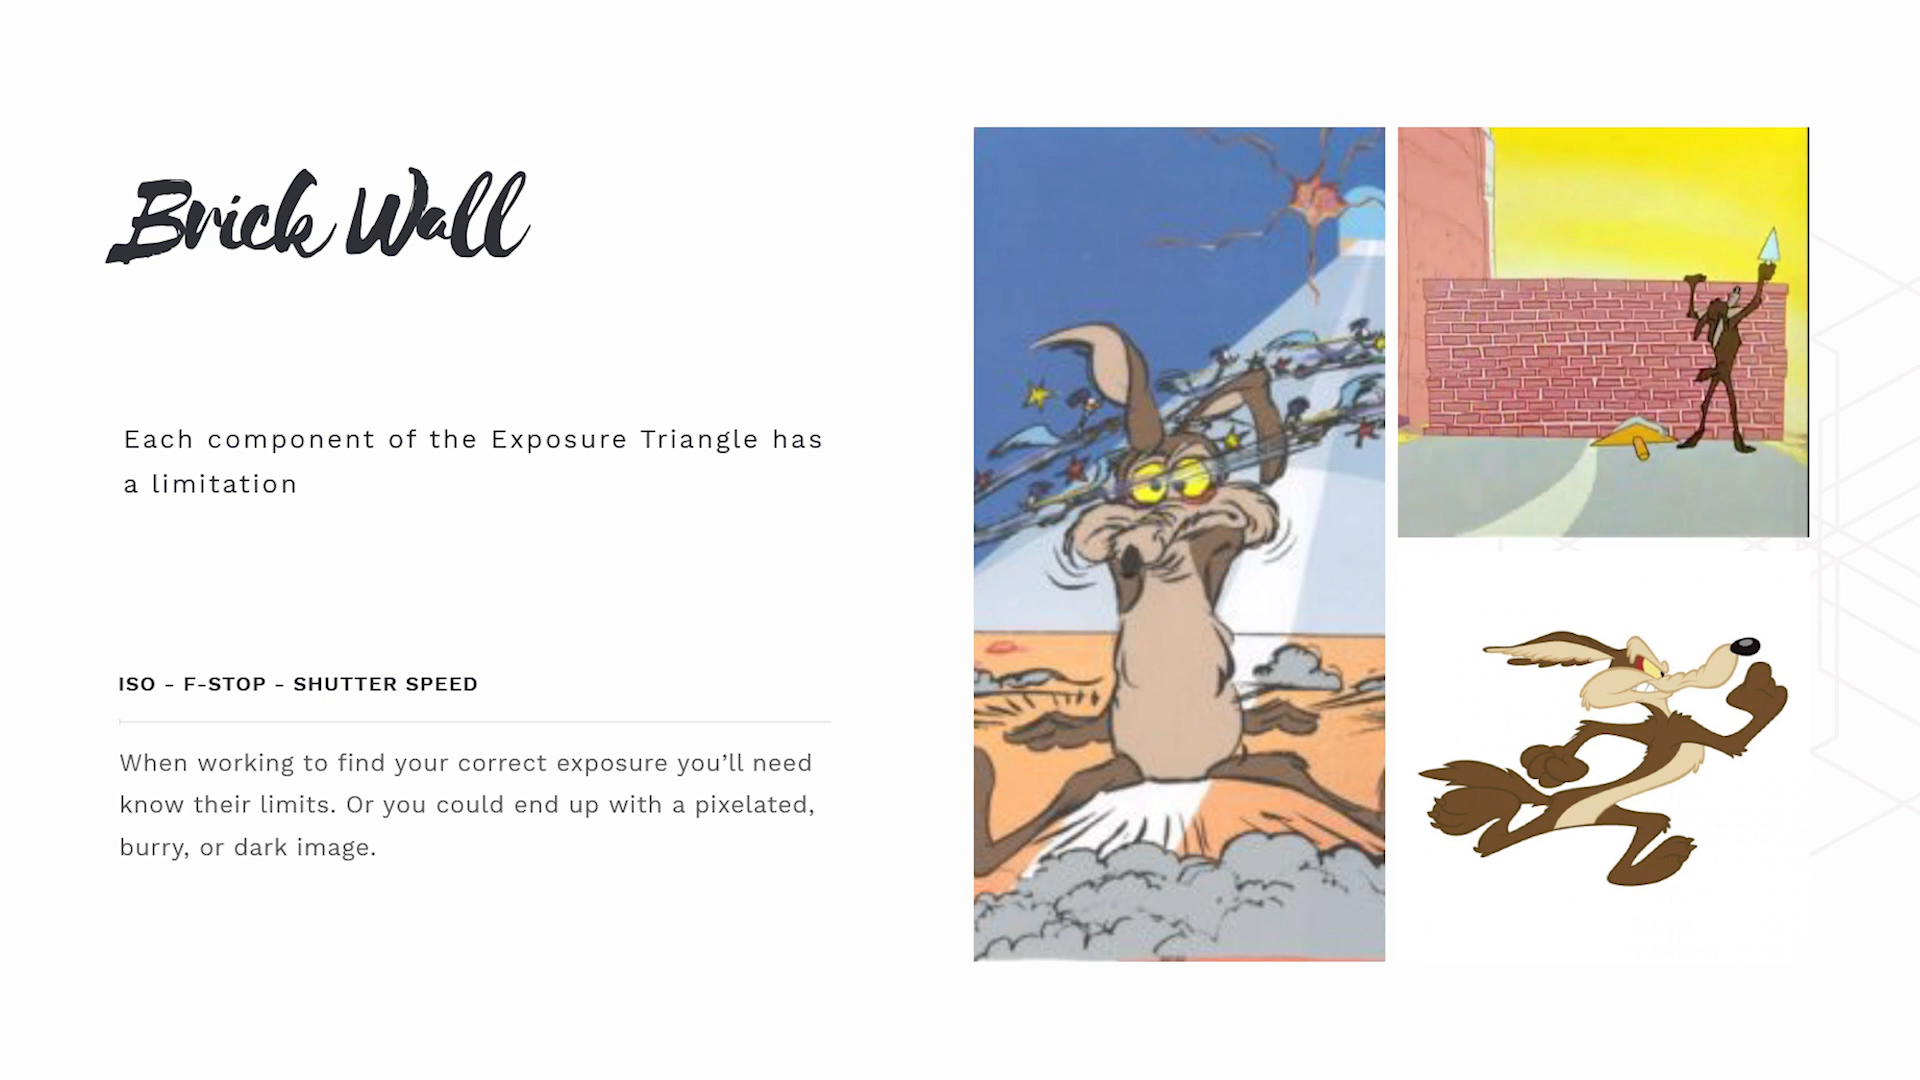 Brick Wall
Each component of the Exposure Triangle has
a limitation
ISO - F-STOP - SHUTTER SPEED
When working to find your correct exposure you’ll need
know their limits. Or you could end up with a pixelated,
burry, or dark image.